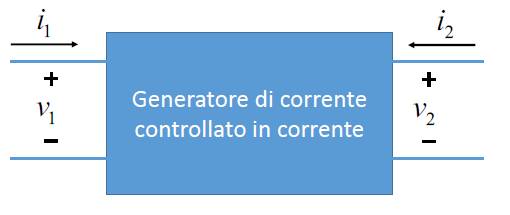 i1 i2
+ +
v1 v2
Generatore di corrente
controllato in corrente
- -